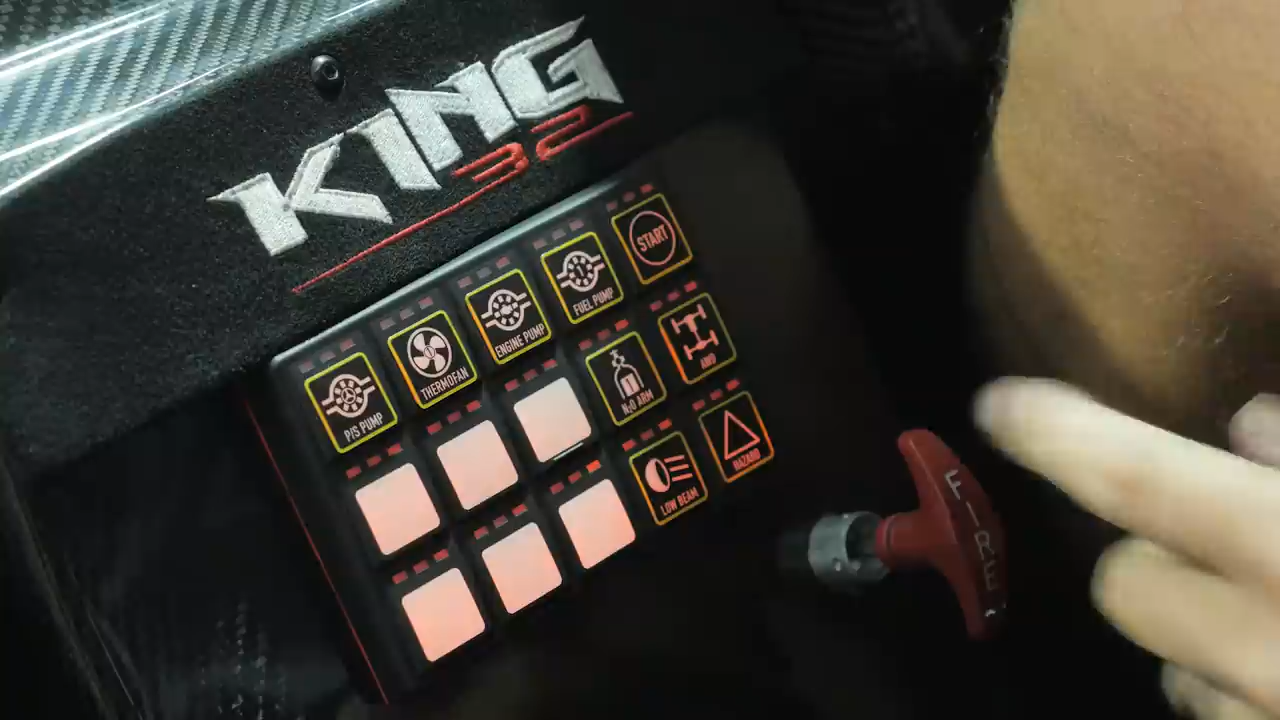 KING
32
P/S PUMP
THERMOFAN
ENGINE PUMP
FUEL PUMP
START
N₂O ARM
AWD
LOW BEAM
HAZARD
FIRE